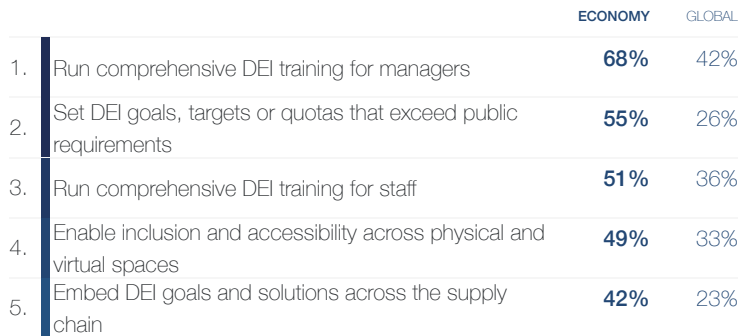 ECONOMY GLOBAL
1. Run comprehensive DEI training for managers 68% 42%
2. Set DEI goals, targets or quotas that exceed public requirements 55% 26%
3. Run comprehensive DEI training for staff 51% 36%
4. Enable inclusion and accessibility across physical and virtual spaces 49% 33%
5. Embed DEI goals and solutions across the supply chain 42% 23%